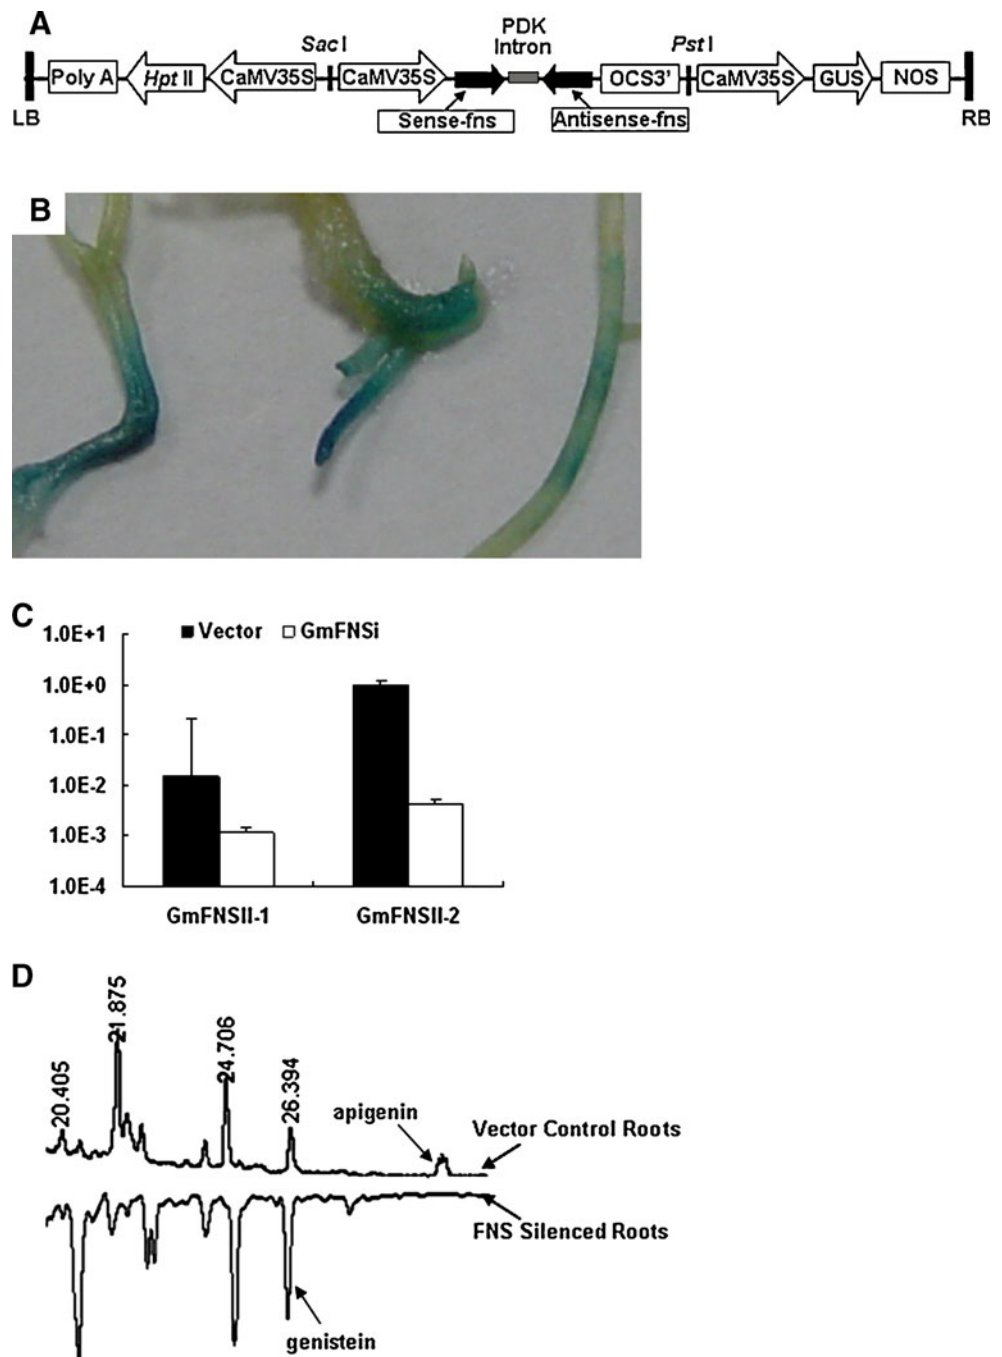 A
PDK
Intron
Sac I
Pst I
Poly A
Hpt II
CaMV35S
CaMV35S
OCS3'
CaMV35S
GUS
NOS
LB
Sense-fns
Antisense-fns
RB
B
C
Vector
GmFNSi
1.0E+1
1.0E+0
1.0E-1
1.0E-2
1.0E-3
1.0E-4
GmFNSII-1
GmFNSII-2
D
20.405
21.875
24.706
26.394
apigenin
Vector Control Roots
FNS Silenced Roots
genistein